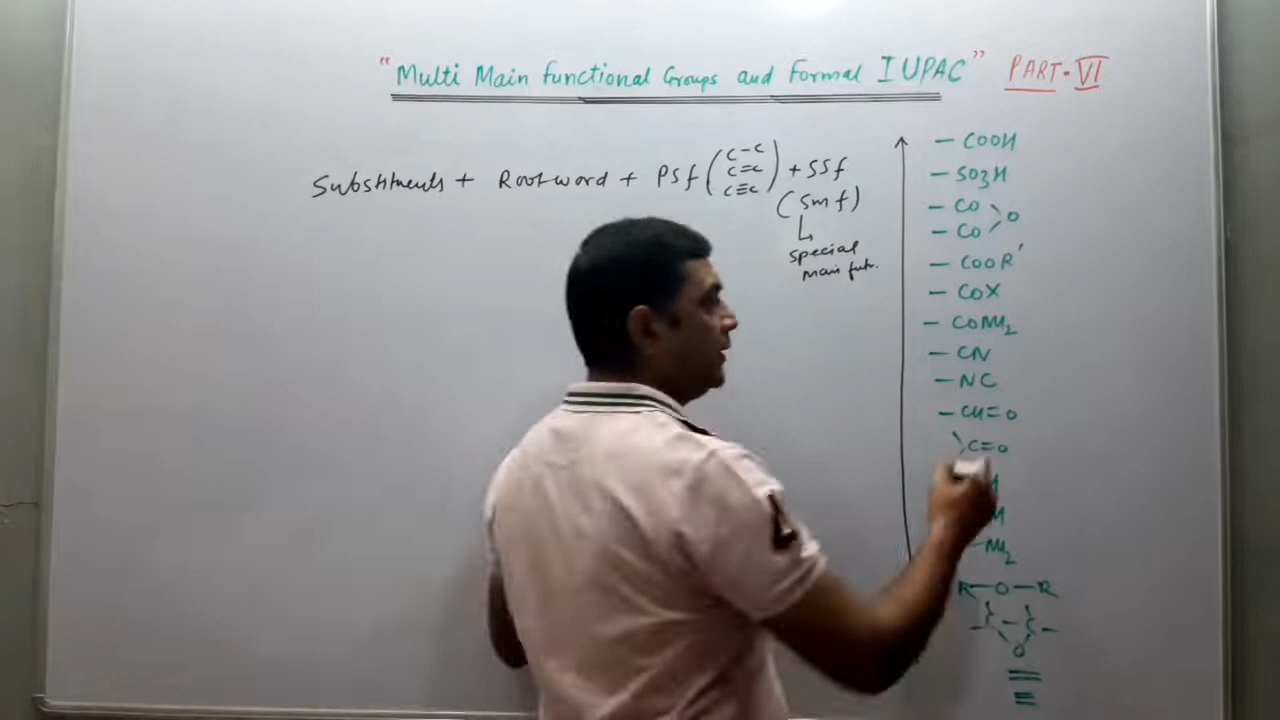 "Multi Main Functional Groups and Formal IUPAC" PART-VI
Substituents + Rootword + PSf (C-C C=C C≡C) + SSf
(Smf)
special
main
- COOH
- SO3H
- CO
- CO > O
- COOR'
- COX
- CONH2
- CN
- NC
- CH=O
>C=O
H
H
-NH2
R-O-R
O
=
≡